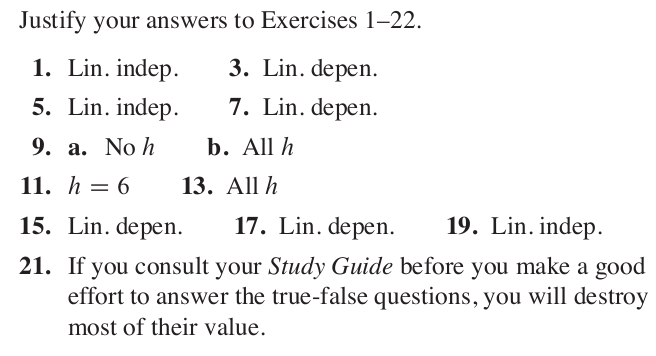 Justify your answers to Exercises 1–22.
1. Lin. indep. 3. Lin. depen.
5. Lin. indep. 7. Lin. depen.
9. a. No h b. All h
11. h = 6 13. All h
15. Lin. depen. 17. Lin. depen. 19. Lin. indep.
21. If you consult your Study Guide before you make a good
effort to answer the true-false questions, you will destroy
most of their value.